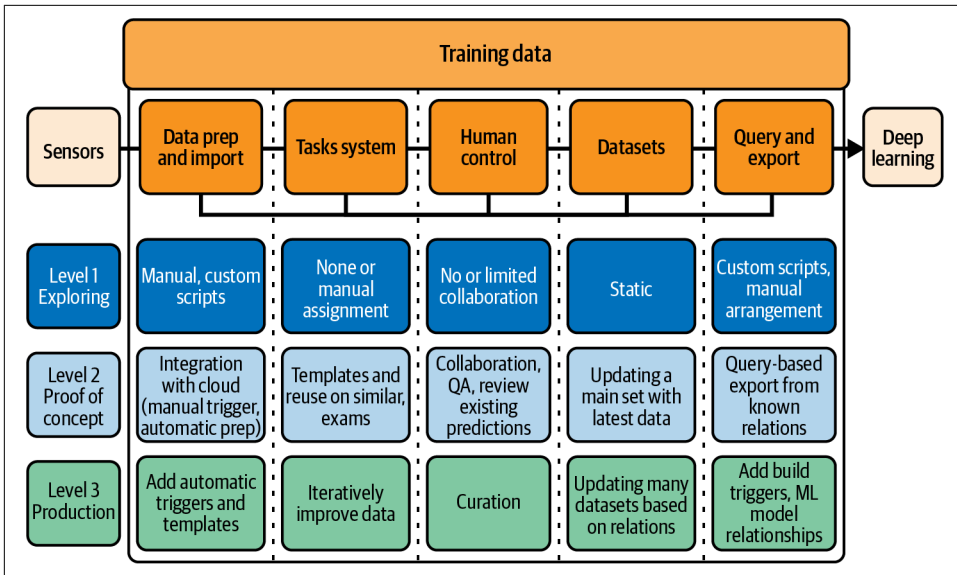 Training data
Sensors
Data prep
and import
Tasks system
Human
control
Datasets
Query and
export
Deep
learning
Level 1
Exploring
Manual, custom
scripts
None or
manual
assignment
No or limited
collaboration
Static
Custom scripts,
manual
arrangement
Level 2
Proof of
concept
Integration
with cloud
(manual trigger,
automatic prep)
Templates and
reuse on similar,
exams
Collaboration,
QA, review
existing
predictions
Updating a
main set with
latest data
Query-based
export from
known
relations
Level 3
Production
Add automatic
triggers and
templates
Iteratively
improve data
Curation
Updating many
datasets based
on relations
Add build
triggers, ML
model
relationships